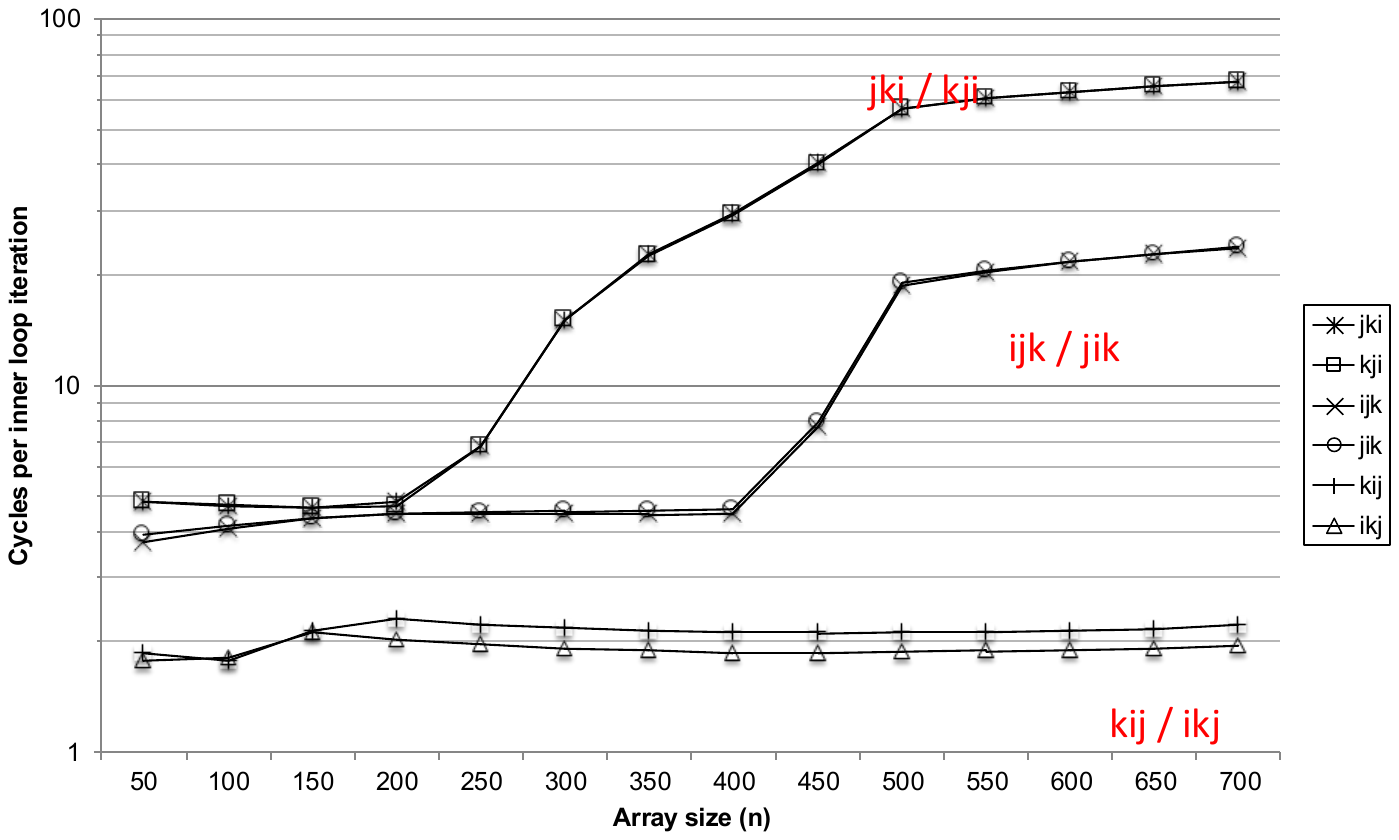 100
jki / kji
Cycles per inner loop iteration
10
ijk / jik
jki
kji
ijk
jik
kij
ikj
kij / ikj
1
50 100 150 200 250 300 350 400 450 500 550 600 650 700
Array size (n)